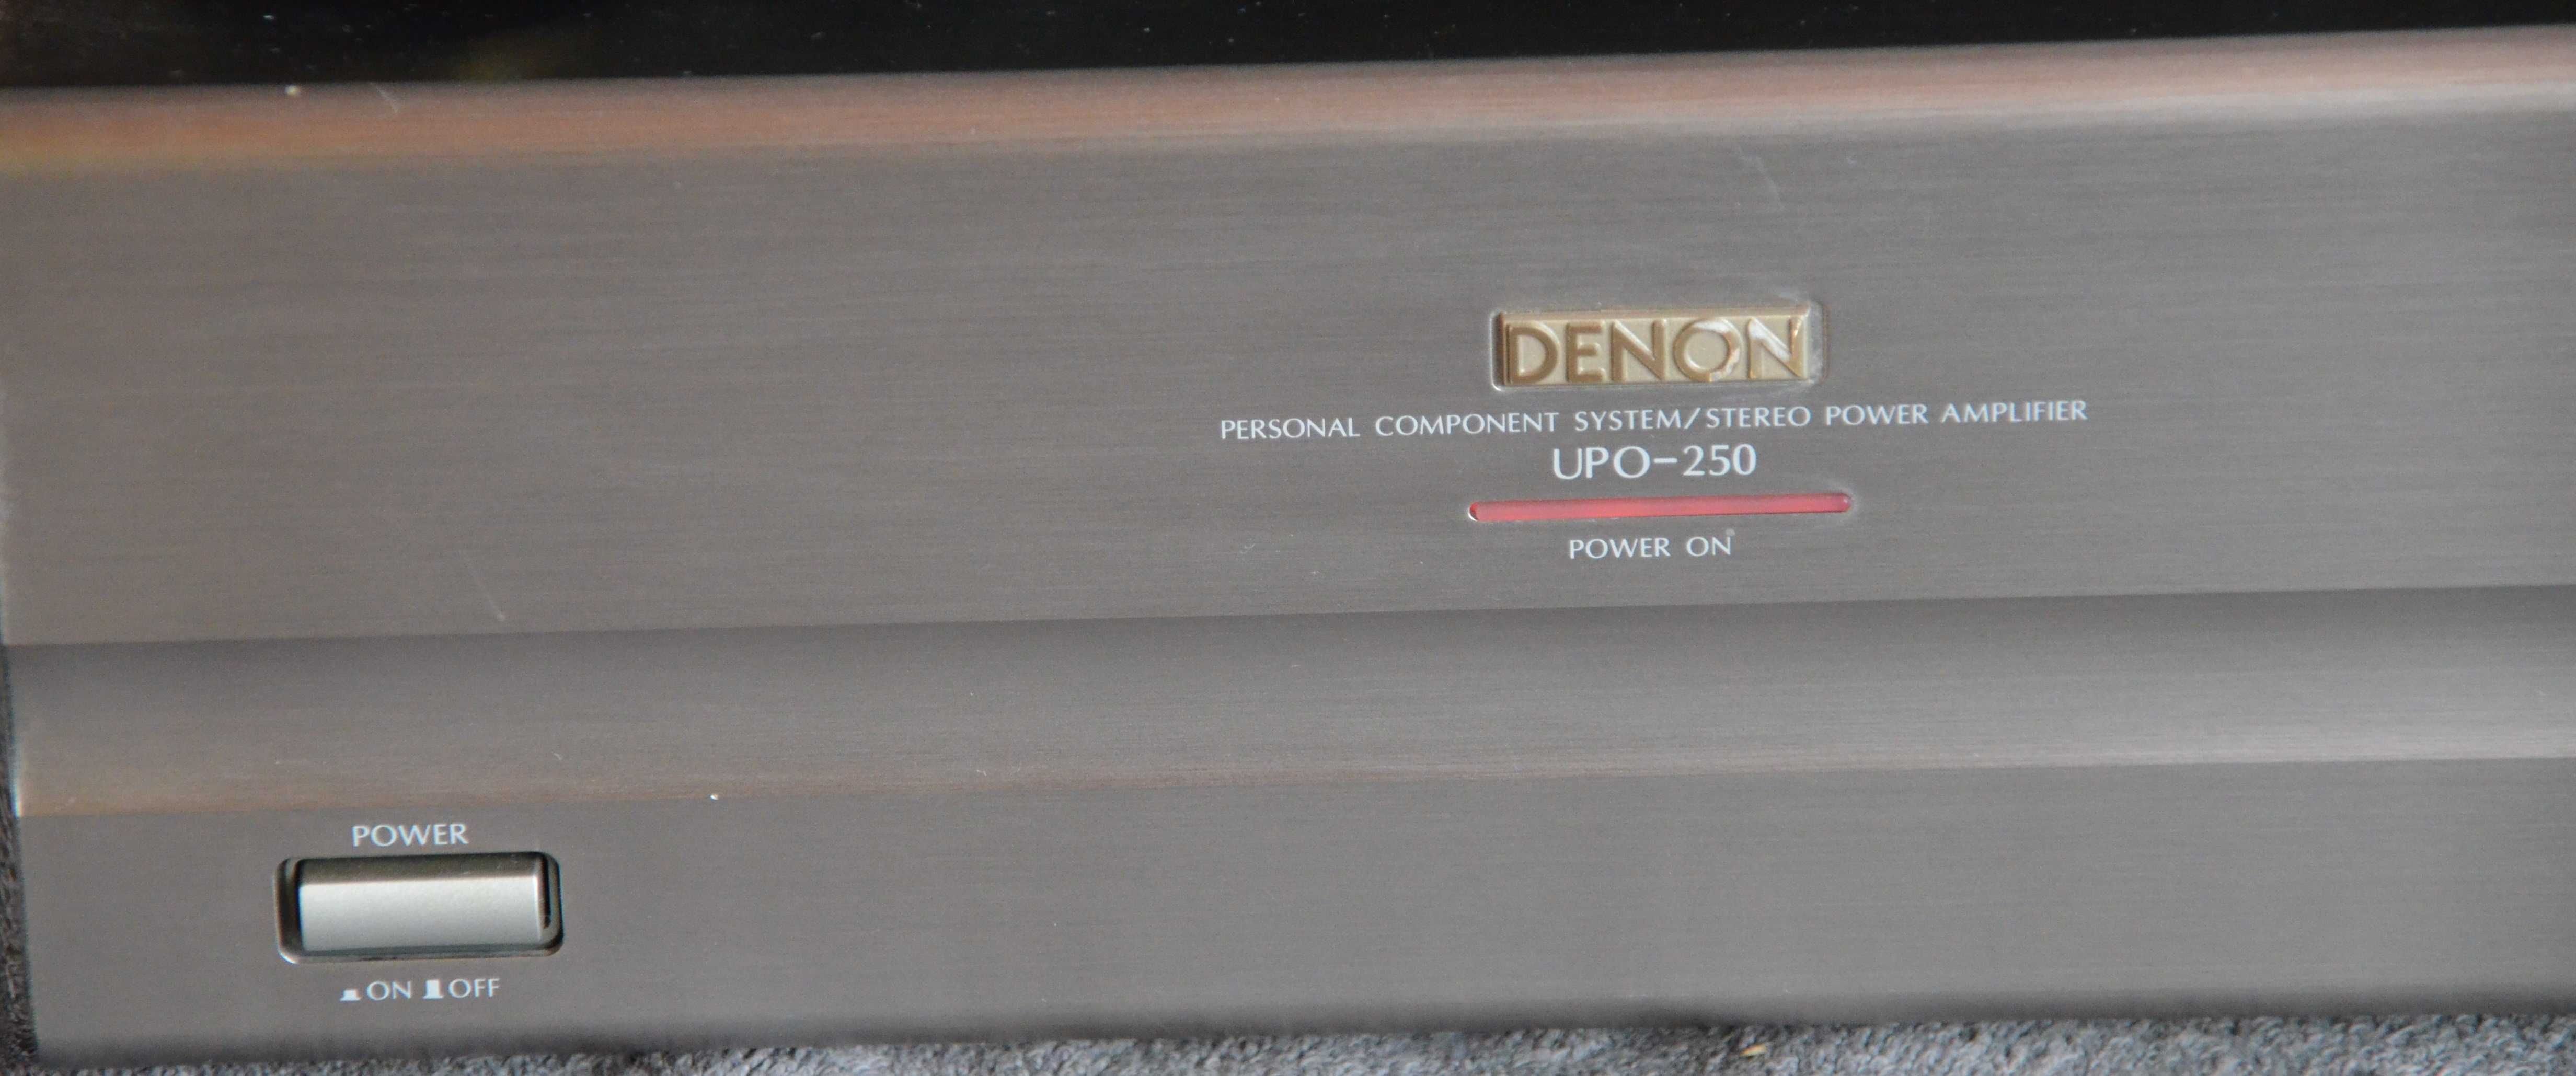 DENON
PERSONAL COMPONENT SYSTEM/STEREO POWER AMPLIFIER
UPO-250
POWER ON
POWER
ON OFF